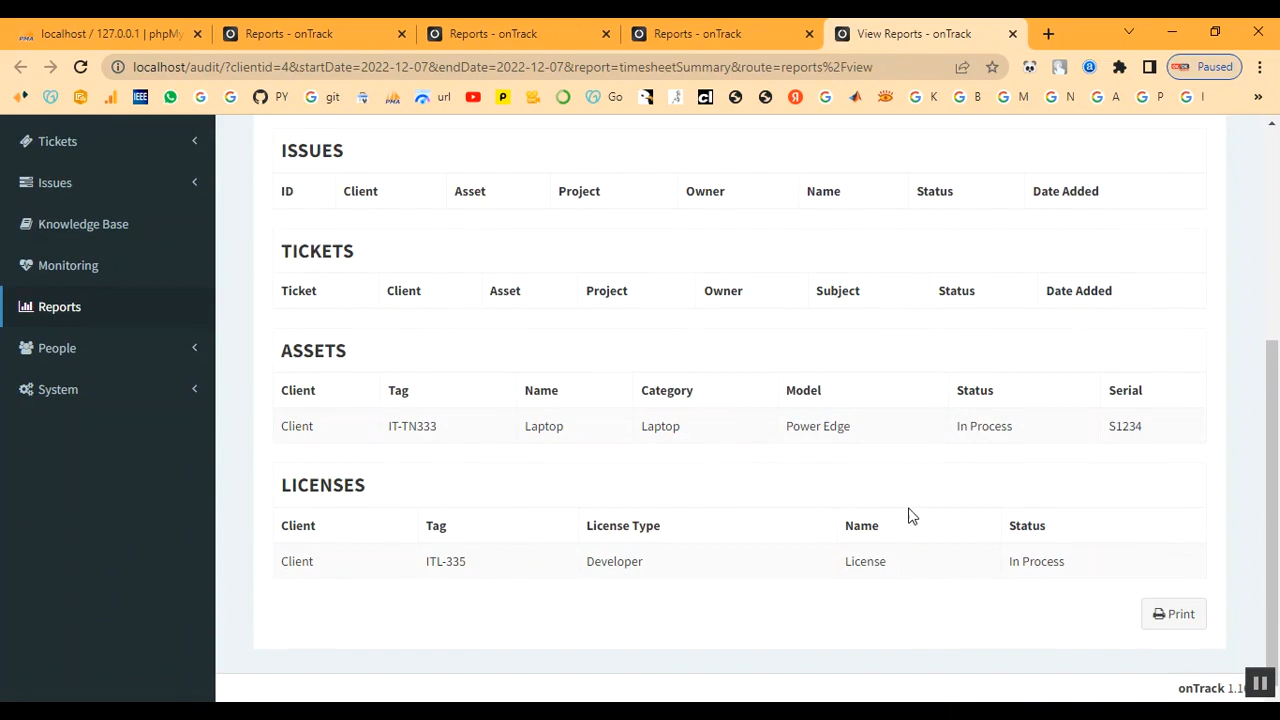 localhost / 127.0.0.1 | phpMy
Reports - onTrack
Reports - onTrack
Reports - onTrack
View Reports - onTrack
localhost/audit/?clientid=4&startDate=2022-12-07&endDate=2022-12-07&report=timesheetSummary&route=reports%2Fview
Paused
IEEE PY git PMA url Go K B M N A P I »
Tickets
Issues
Knowledge Base
Monitoring
Reports
People
System
ISSUES
ID Client Asset Project Owner Name Status Date Added
TICKETS
Ticket Client Asset Project Owner Subject Status Date Added
ASSETS
Client Tag Name Category Model Status Serial
Client IT-TN333 Laptop Laptop Power Edge In Process S1234
LICENSES
Client Tag License Type Name Status
Client ITL-335 Developer License In Process
Print
onTrack